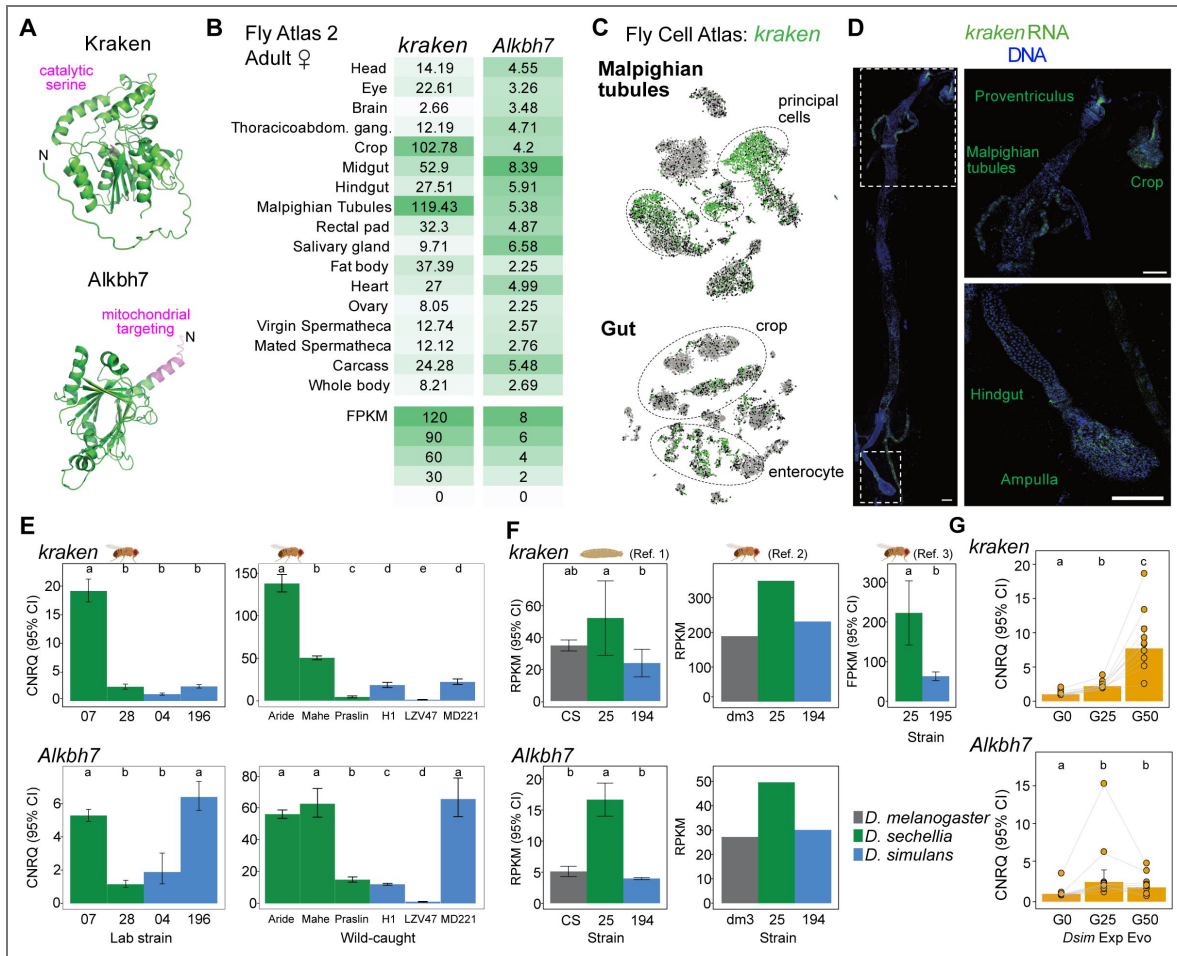 A
Kraken
catalytic
serine
N
Alkbh7
mitochondrial
targeting
N
B
Fly Atlas 2
Adult ♀
kraken Alkbh7
Head 14.19 4.55
Eye 22.61 3.26
Brain 2.66 3.48
Thoracicoabdom. gang. 12.19 4.71
Crop 102.78 4.2
Midgut 52.9 8.39
Hindgut 27.51 5.91
Malpighian Tubules 119.43 5.38
Rectal pad 32.3 4.87
Salivary gland 9.71 6.58
Fat body 37.39 2.25
Heart 27 4.99
Ovary 8.05 2.25
Virgin Spermatheca 12.74 2.57
Mated Spermatheca 12.12 2.76
Carcass 24.28 5.48
Whole body 8.21 2.69
FPKM 120 8
90 6
60 4
30 2
0 0
C
Fly Cell Atlas: kraken
Malpighian
tubules
principal
cells
Gut
crop
enterocyte
D
kraken RNA
DNA
Proventriculus
Malpighian
tubules
Crop
Hindgut
Ampulla
E
kraken
CNRQ (95% CI)
20
15
10
5
0
a b b b
07 28 04 196
150
100
50
0
a b c d e d
Aride Mahe Praslin H1 LZV47 MD221
Alkbh7
CNRQ (95% CI)
6
4
2
0
a b b a
07 28 04 196
Lab strain
80
60
40
20
0
a a b c d a
Aride Mahe Praslin H1 LZV47 MD221
Wild-caught
F
kraken (Ref. 1)
RPKM (95% CI)
80
60
40
20
0
ab a b
CS 25 194
(Ref. 2)
RPKM
300
200
100
0
dm3 25 194
(Ref. 3)
FPKM (95% CI)
300
200
100
0
a b
25 195
Strain
Alkbh7
RPKM (95% CI)
20
15
10
5
0
b a b
CS 25 194
Strain
RPKM
50
40
30
20
10
0
dm3 25 194
Strain
D. melanogaster
D. sechellia
D. simulans
G
kraken
CNRQ (95% CI)
20
15
10
5
0
a b c
G0 G25 G50
Alkbh7
CNRQ (95% CI)
20
15
10
5
0
a b b
G0 G25 G50
Dsim Exp Evo